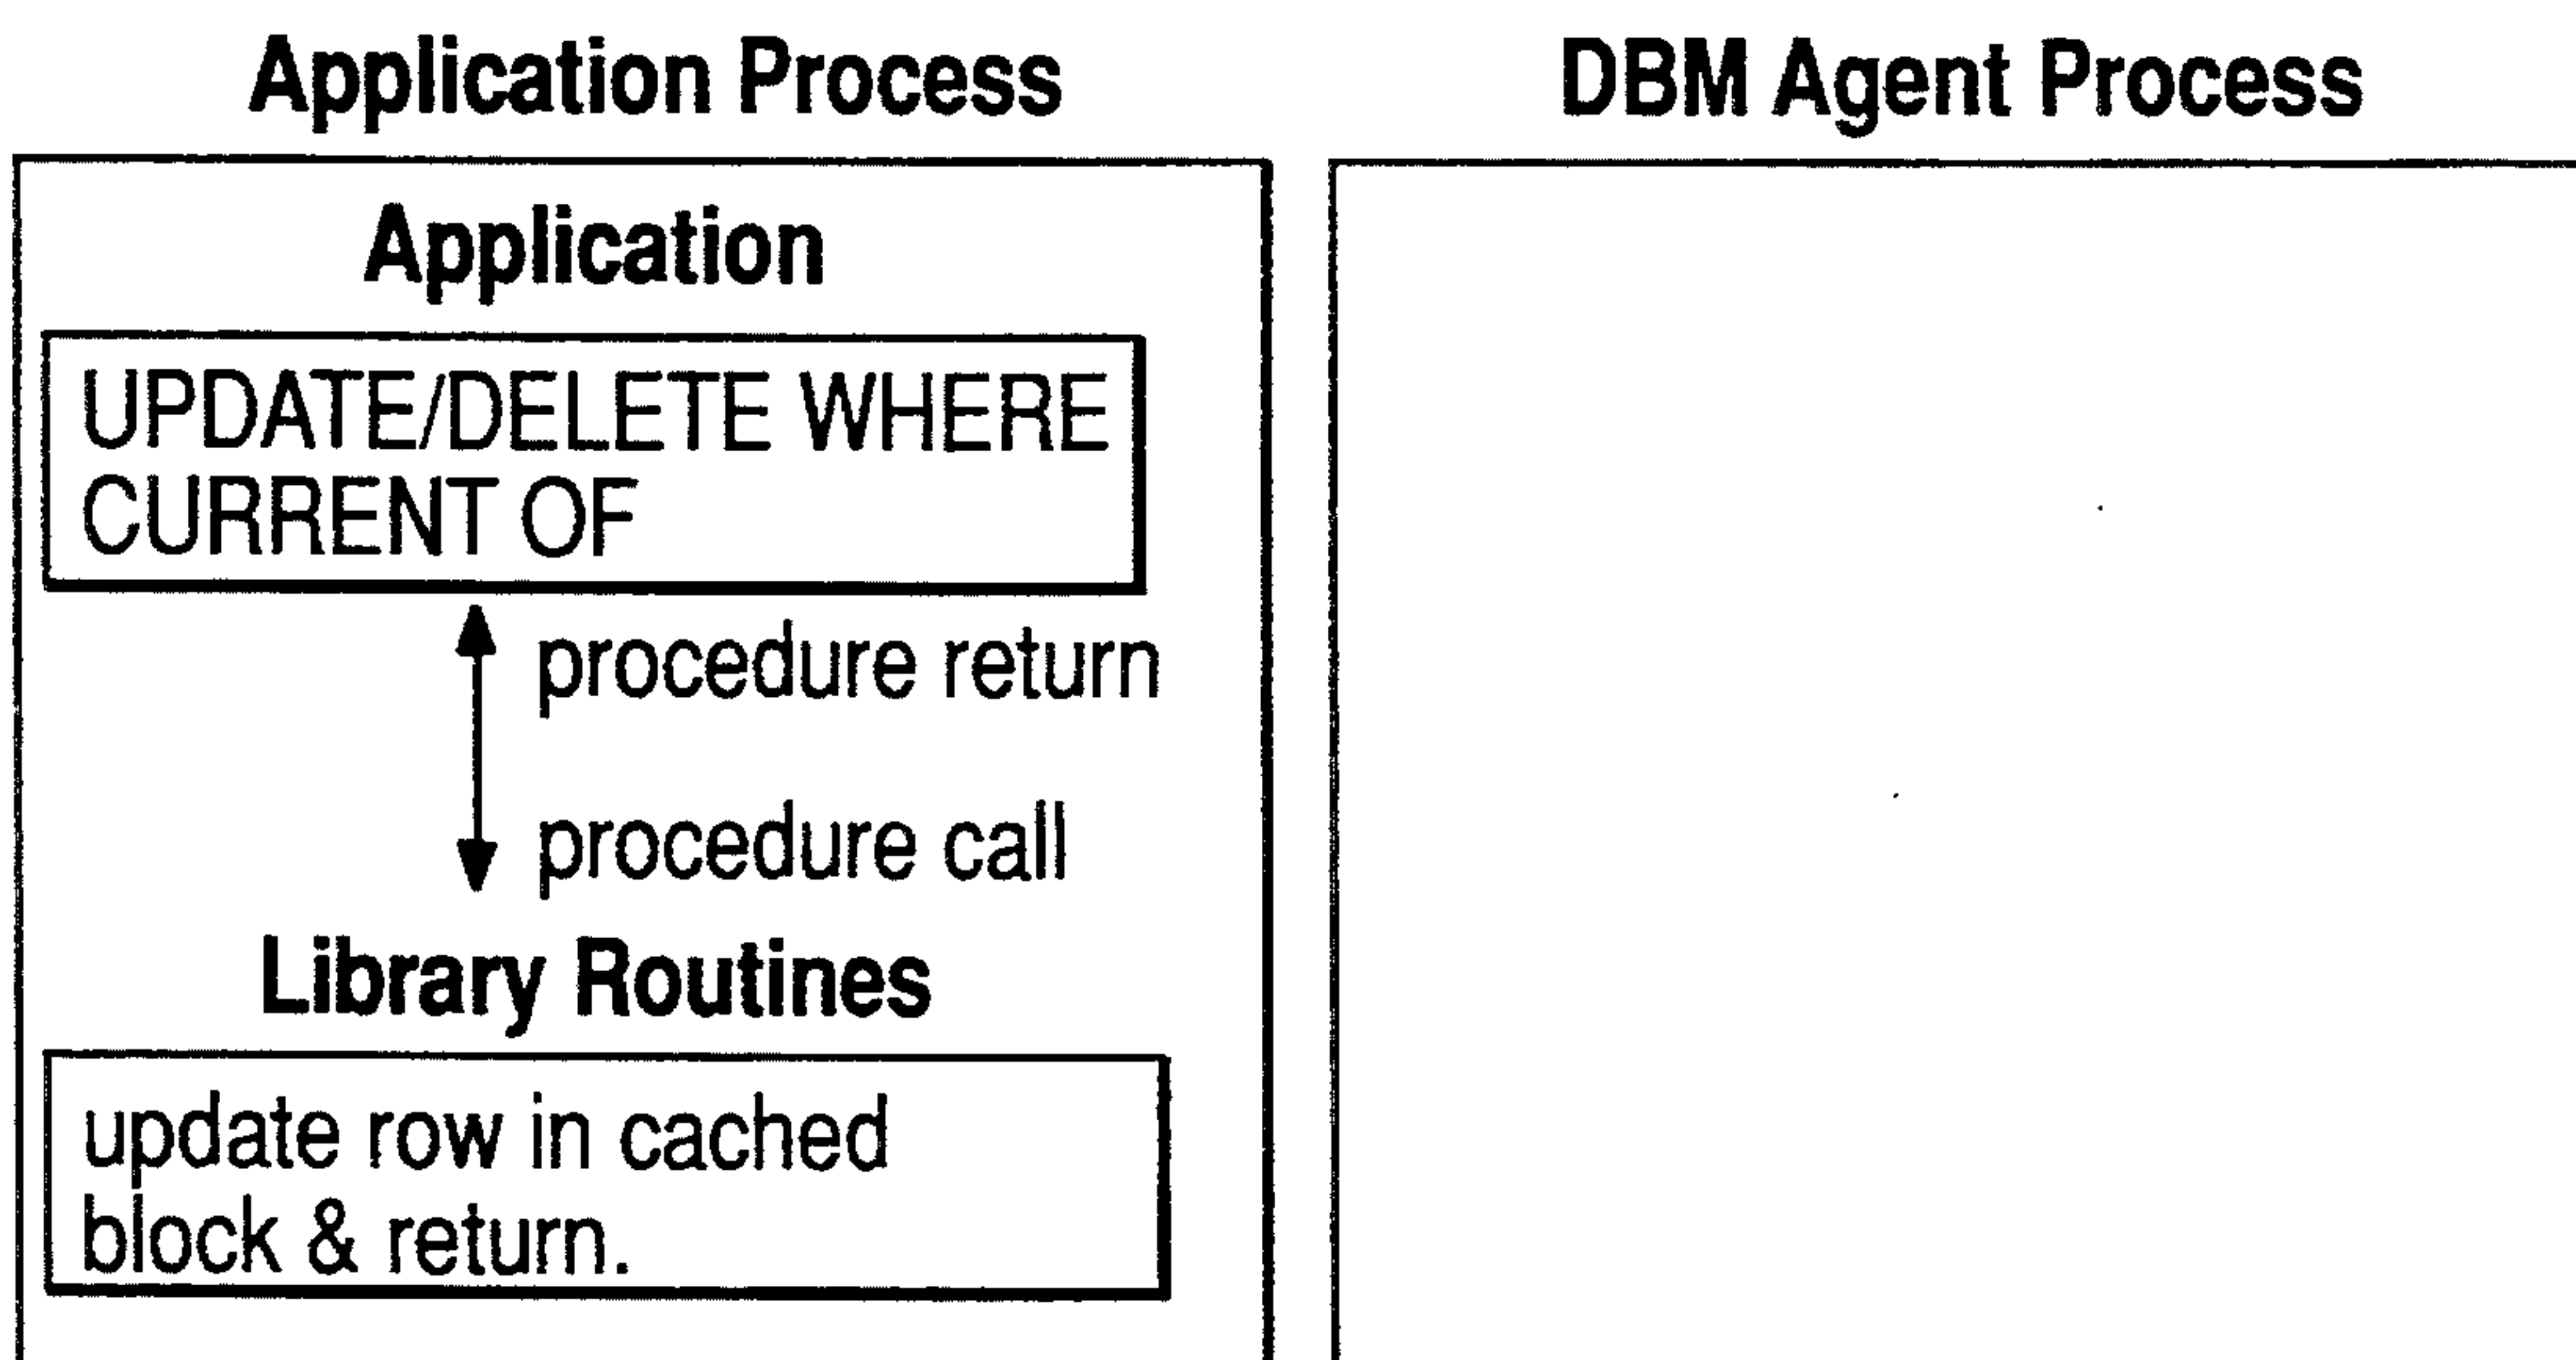 Application Process
DBM Agent Process
Application
UPDATE/DELETE WHERE
CURRENT OF
procedure return
procedure call
Library Routines
update row in cached
block & return.